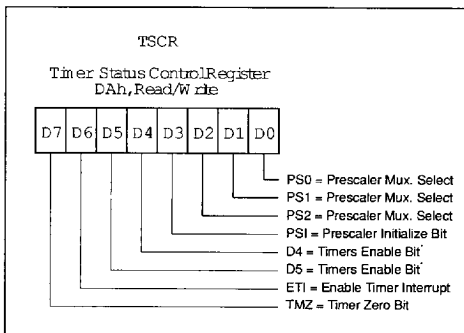 TSCR
Timer Status ControlRegister
DAh,Read/Write
D7 D6 D5 D4 D3 D2 D1 D0
PS0 = Prescaler Mux. Select
PS1 = Prescaler Mux. Select
PS2 = Prescaler Mux. Select
PSI = Prescaler Initialize Bit
D4 = Timers Enable Bit*
D5 = Timers Enable Bit*
ETI = Enable Timer Interrupt
TMZ = Timer Zero Bit